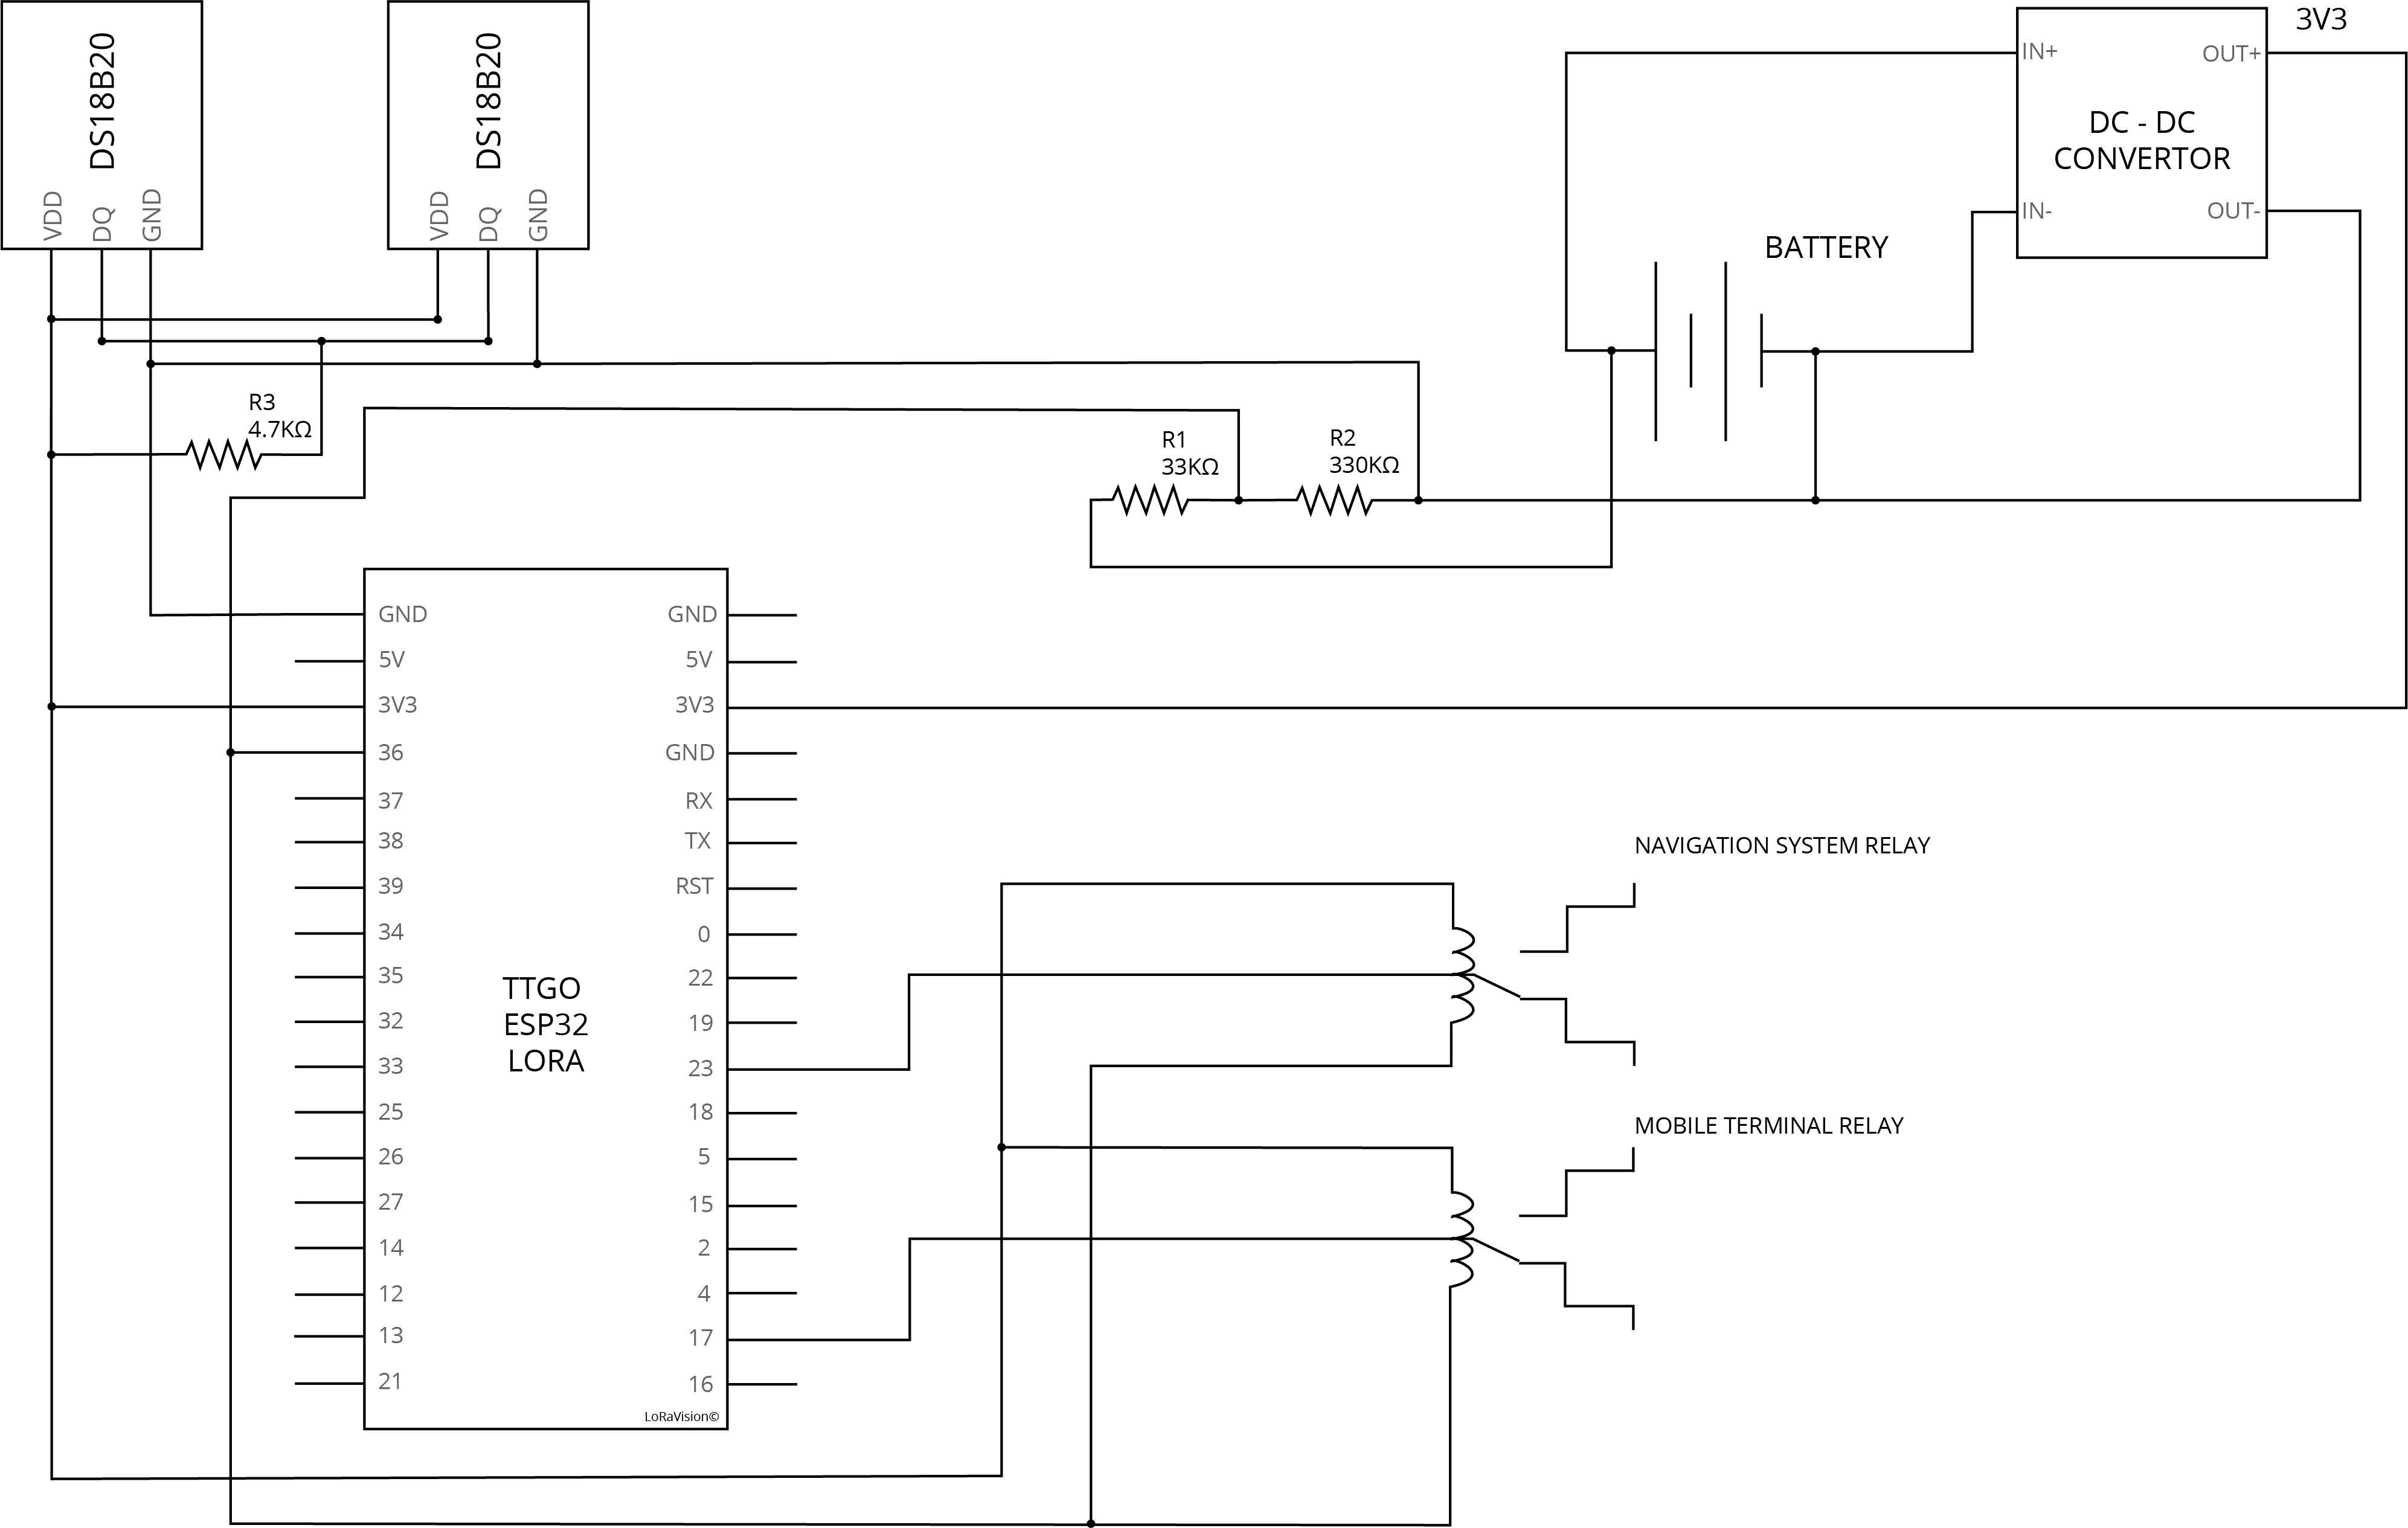 DS18B20
VDD
DQ
GND
DS18B20
VDD
DQ
GND
3V3
IN+
OUT+
DC - DC
CONVERTOR
IN-
OUT-
BATTERY
R3
4.7KΩ
R1
33KΩ
R2
330KΩ
GND
5V
3V3
36
37
38
39
34
35
32
33
25
26
27
14
12
13
21
TTGO
ESP32
LORA
GND
5V
3V3
GND
RX
TX
RST
0
22
19
23
18
5
15
2
4
17
16
LoRaVision©
NAVIGATION SYSTEM RELAY
MOBILE TERMINAL RELAY